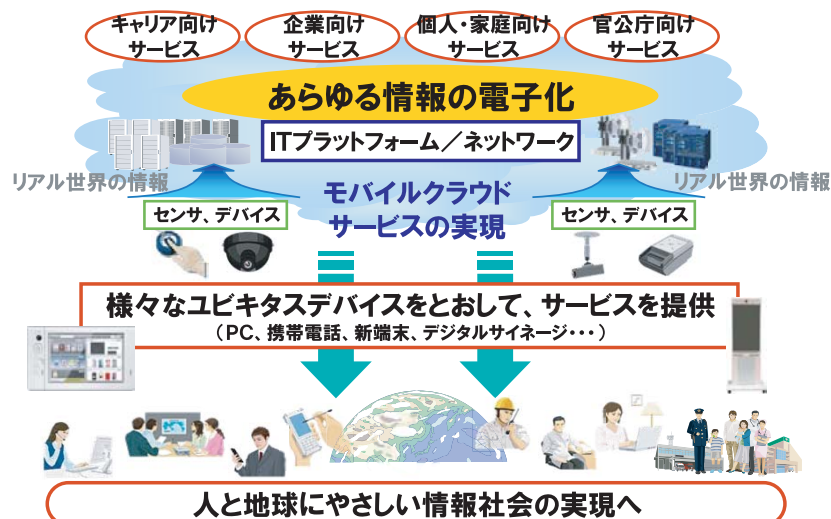 キャリア向け
サービス
企業向け
サービス
個人・家庭向け
サービス
官公庁向け
サービス
あらゆる情報の電子化
ITプラットフォーム／ネットワーク
リアル世界の情報
リアル世界の情報
モバイルクラウド
サービスの実現
センサ、デバイス
センサ、デバイス
様々なユビキタスデバイスをとおして、サービスを提供
（PC、携帯電話、新端末、デジタルサイネージ･･･）
人と地球にやさしい情報社会の実現へ